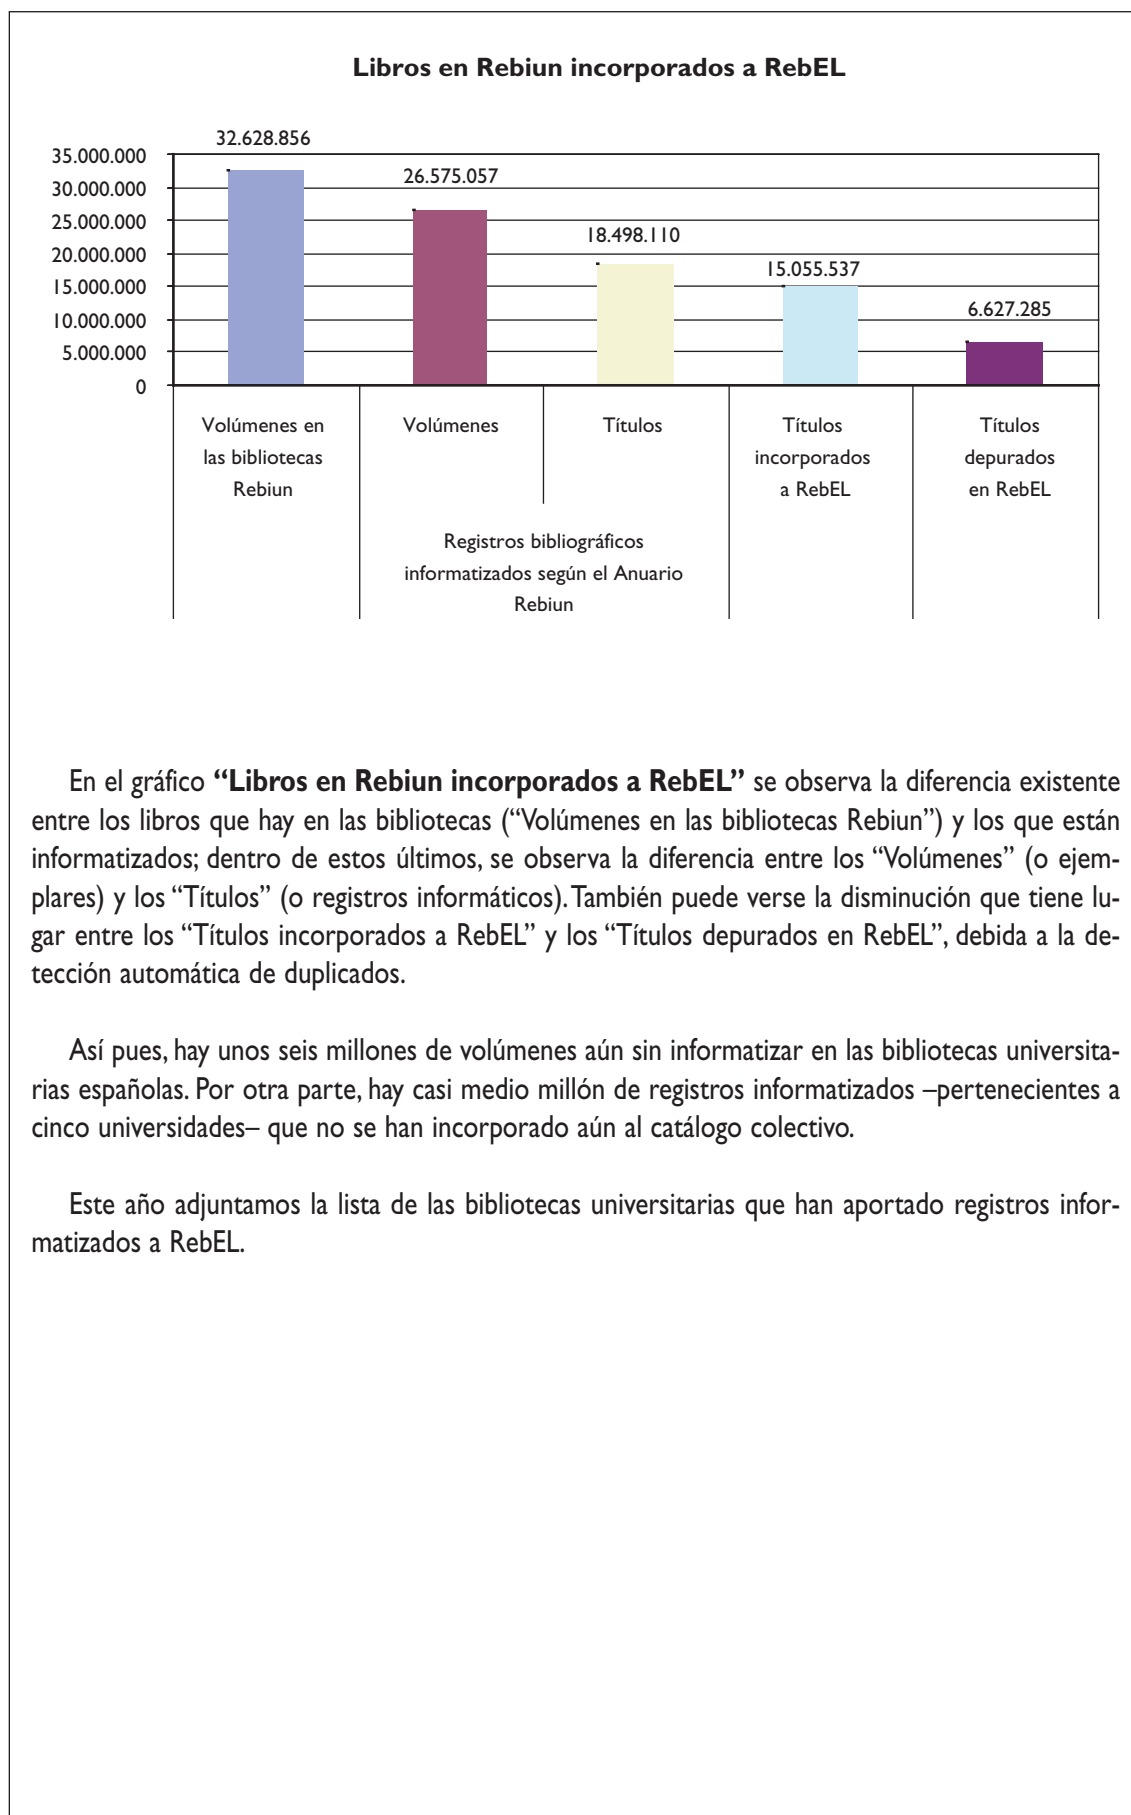 Libros en Rebiun incorporados a RebEL
32.628.856
26.575.057
18.498.110
15.055.537
6.627.285
35.000.000
30.000.000
25.000.000
20.000.000
15.000.000
10.000.000
5.000.000
0
Volúmenes en
las bibliotecas
Rebiun
Volúmenes
Títulos
Registros bibliográficos
informatizados según el Anuario
Rebiun
Títulos
incorporados
a RebEL
Títulos
depurados
en RebEL
En el gráfico “Libros en Rebiun incorporados a RebEL” se observa la diferencia existente
entre los libros que hay en las bibliotecas (“Volúmenes en las bibliotecas Rebiun”) y los que están
informatizados; dentro de estos últimos, se observa la diferencia entre los “Volúmenes” (o ejem-
plares) y los “Títulos” (o registros informáticos). También puede verse la disminución que tiene lu-
gar entre los “Títulos incorporados a RebEL” y los “Títulos depurados en RebEL”, debida a la de-
tección automática de duplicados.
Así pues, hay unos seis millones de volúmenes aún sin informatizar en las bibliotecas universita-
rias españolas. Por otra parte, hay casi medio millón de registros informatizados –pertenecientes a
cinco universidades– que no se han incorporado aún al catálogo colectivo.
Este año adjuntamos la lista de las bibliotecas universitarias que han aportado registros infor-
matizados a RebEL.